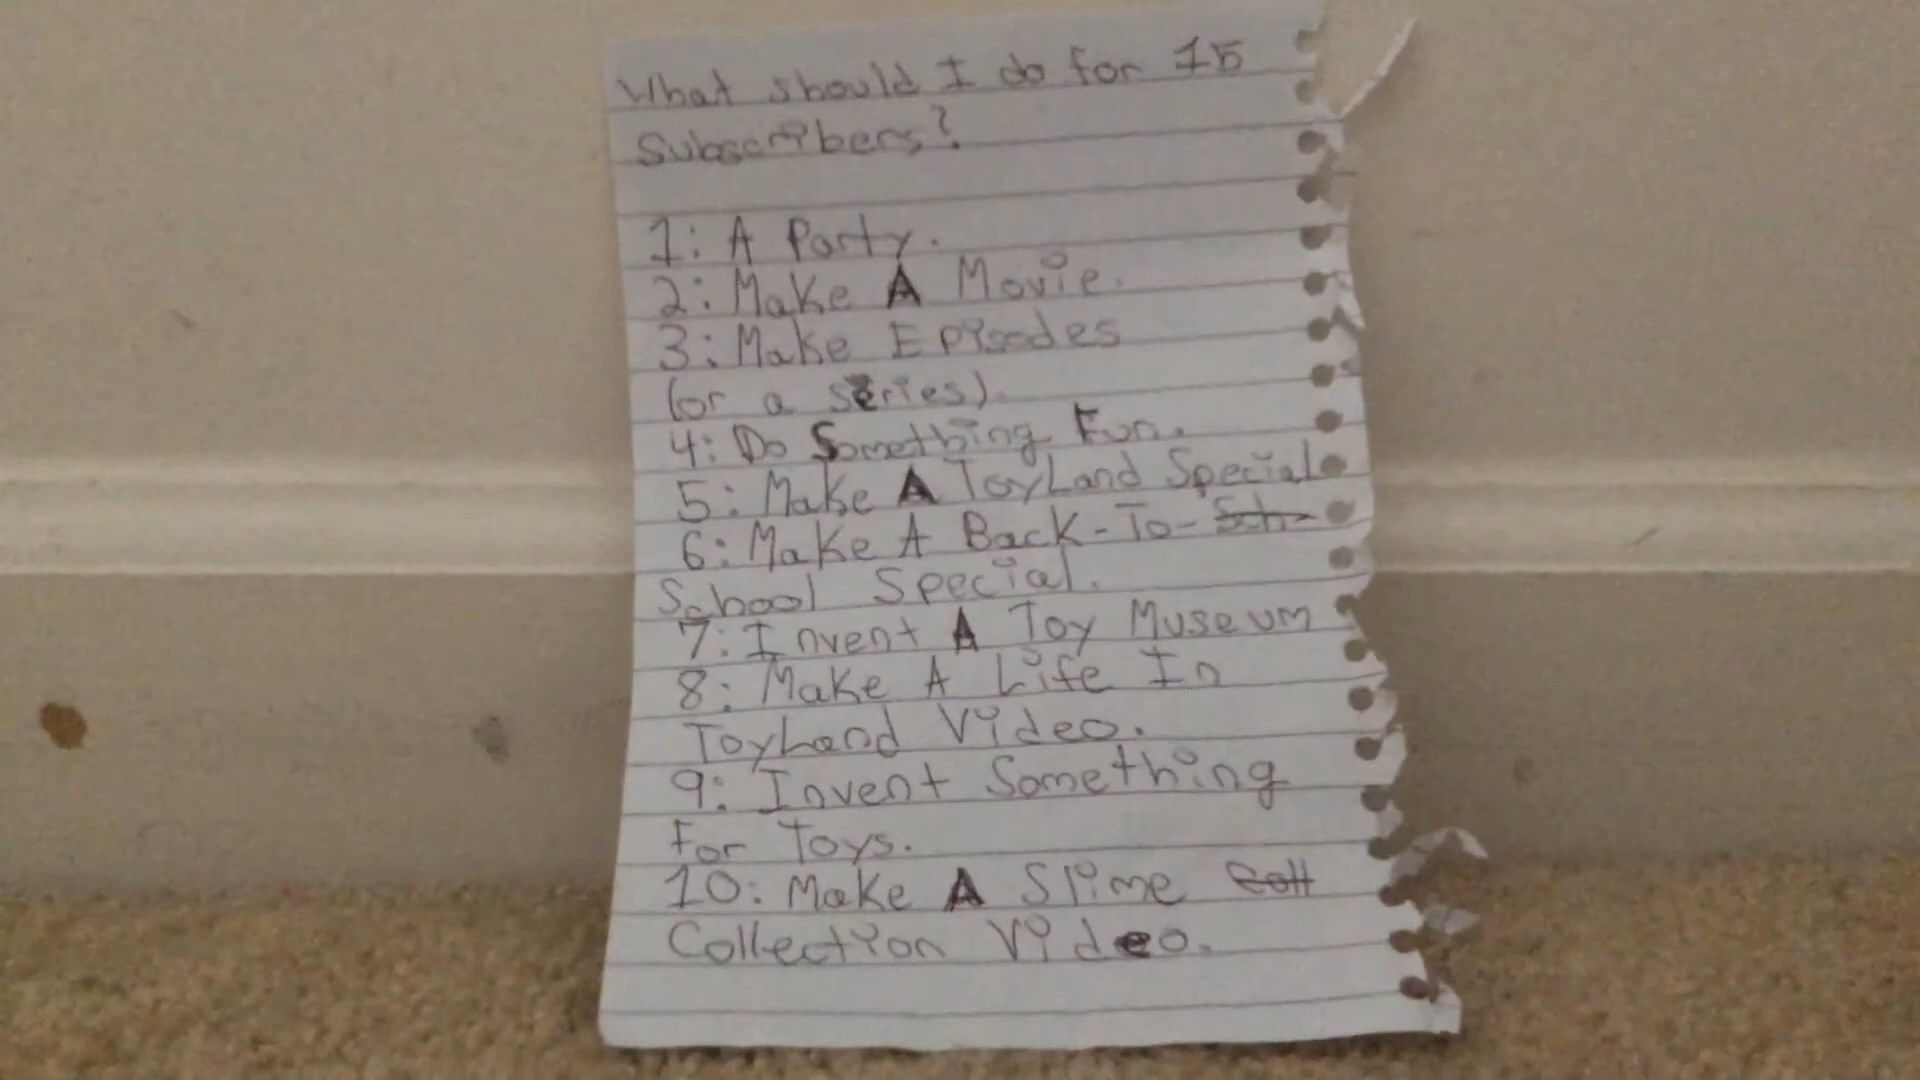 What should I do for 15
Subscribers?
1: A Party.
2: Make A Movie.
3: Make Episodes
(or a series).
4: Do Something Fun.
5: Make A ToyLand Special
6: Make A Back-To-Sch
School Special.
7: Invent A Toy Museum
8: Make A Life In
ToyLand Video.
9: Invent Something
For Toys.
10: Make A Slime Coll
Collection Video.